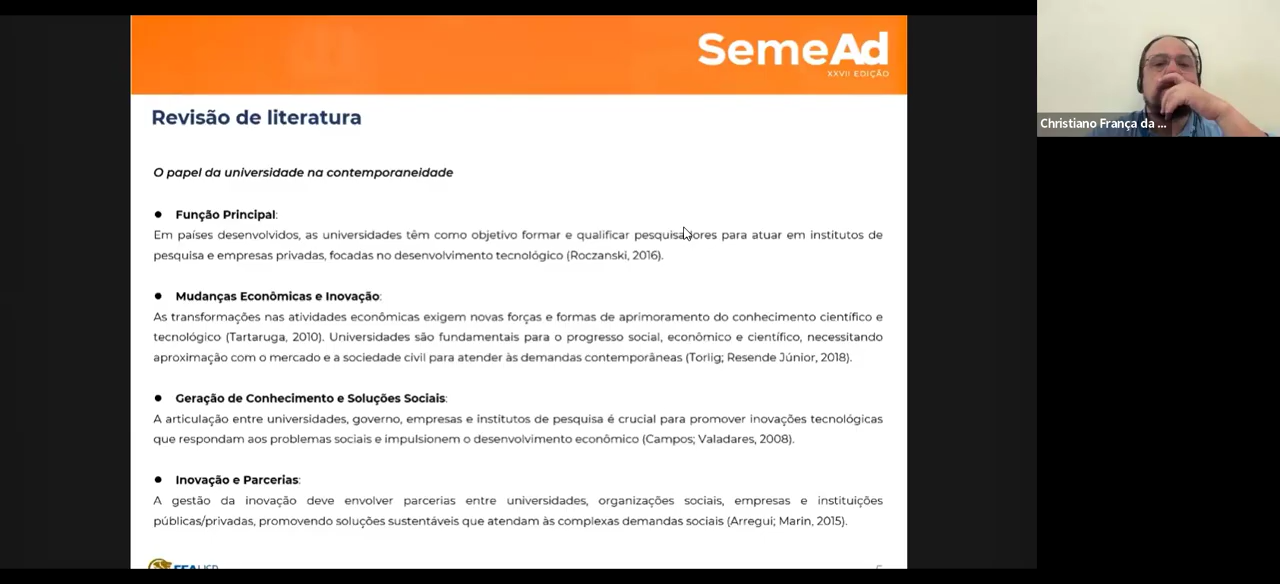 SemeAd
XXVII EDIÇÃO
Revisão de literatura
O papel da universidade na contemporaneidade
● Função Principal:
Em países desenvolvidos, as universidades têm como objetivo formar e qualificar pesquisadores para atuar em institutos de
pesquisa e empresas privadas, focadas no desenvolvimento tecnológico (Roczanski, 2016).
● Mudanças Econômicas e Inovação:
As transformações nas atividades econômicas exigem novas forças e formas de aprimoramento do conhecimento científico e
tecnológico (Tartaruga, 2010). Universidades são fundamentais para o progresso social, econômico e científico, necessitando
aproximação com o mercado e a sociedade civil para atender às demandas contemporâneas (Torlig; Resende Júnior, 2018).
● Geração de Conhecimento e Soluções Sociais:
A articulação entre universidades, governo, empresas e institutos de pesquisa é crucial para promover inovações tecnológicas
que respondam aos problemas sociais e impulsionem o desenvolvimento econômico (Campos; Valadares, 2008).
● Inovação e Parcerias:
A gestão da inovação deve envolver parcerias entre universidades, organizações sociais, empresas e instituições
públicas/privadas, promovendo soluções sustentáveis que atendam às complexas demandas sociais (Arregui; Marin, 2015).
FEAUSP
Christiano França da ...